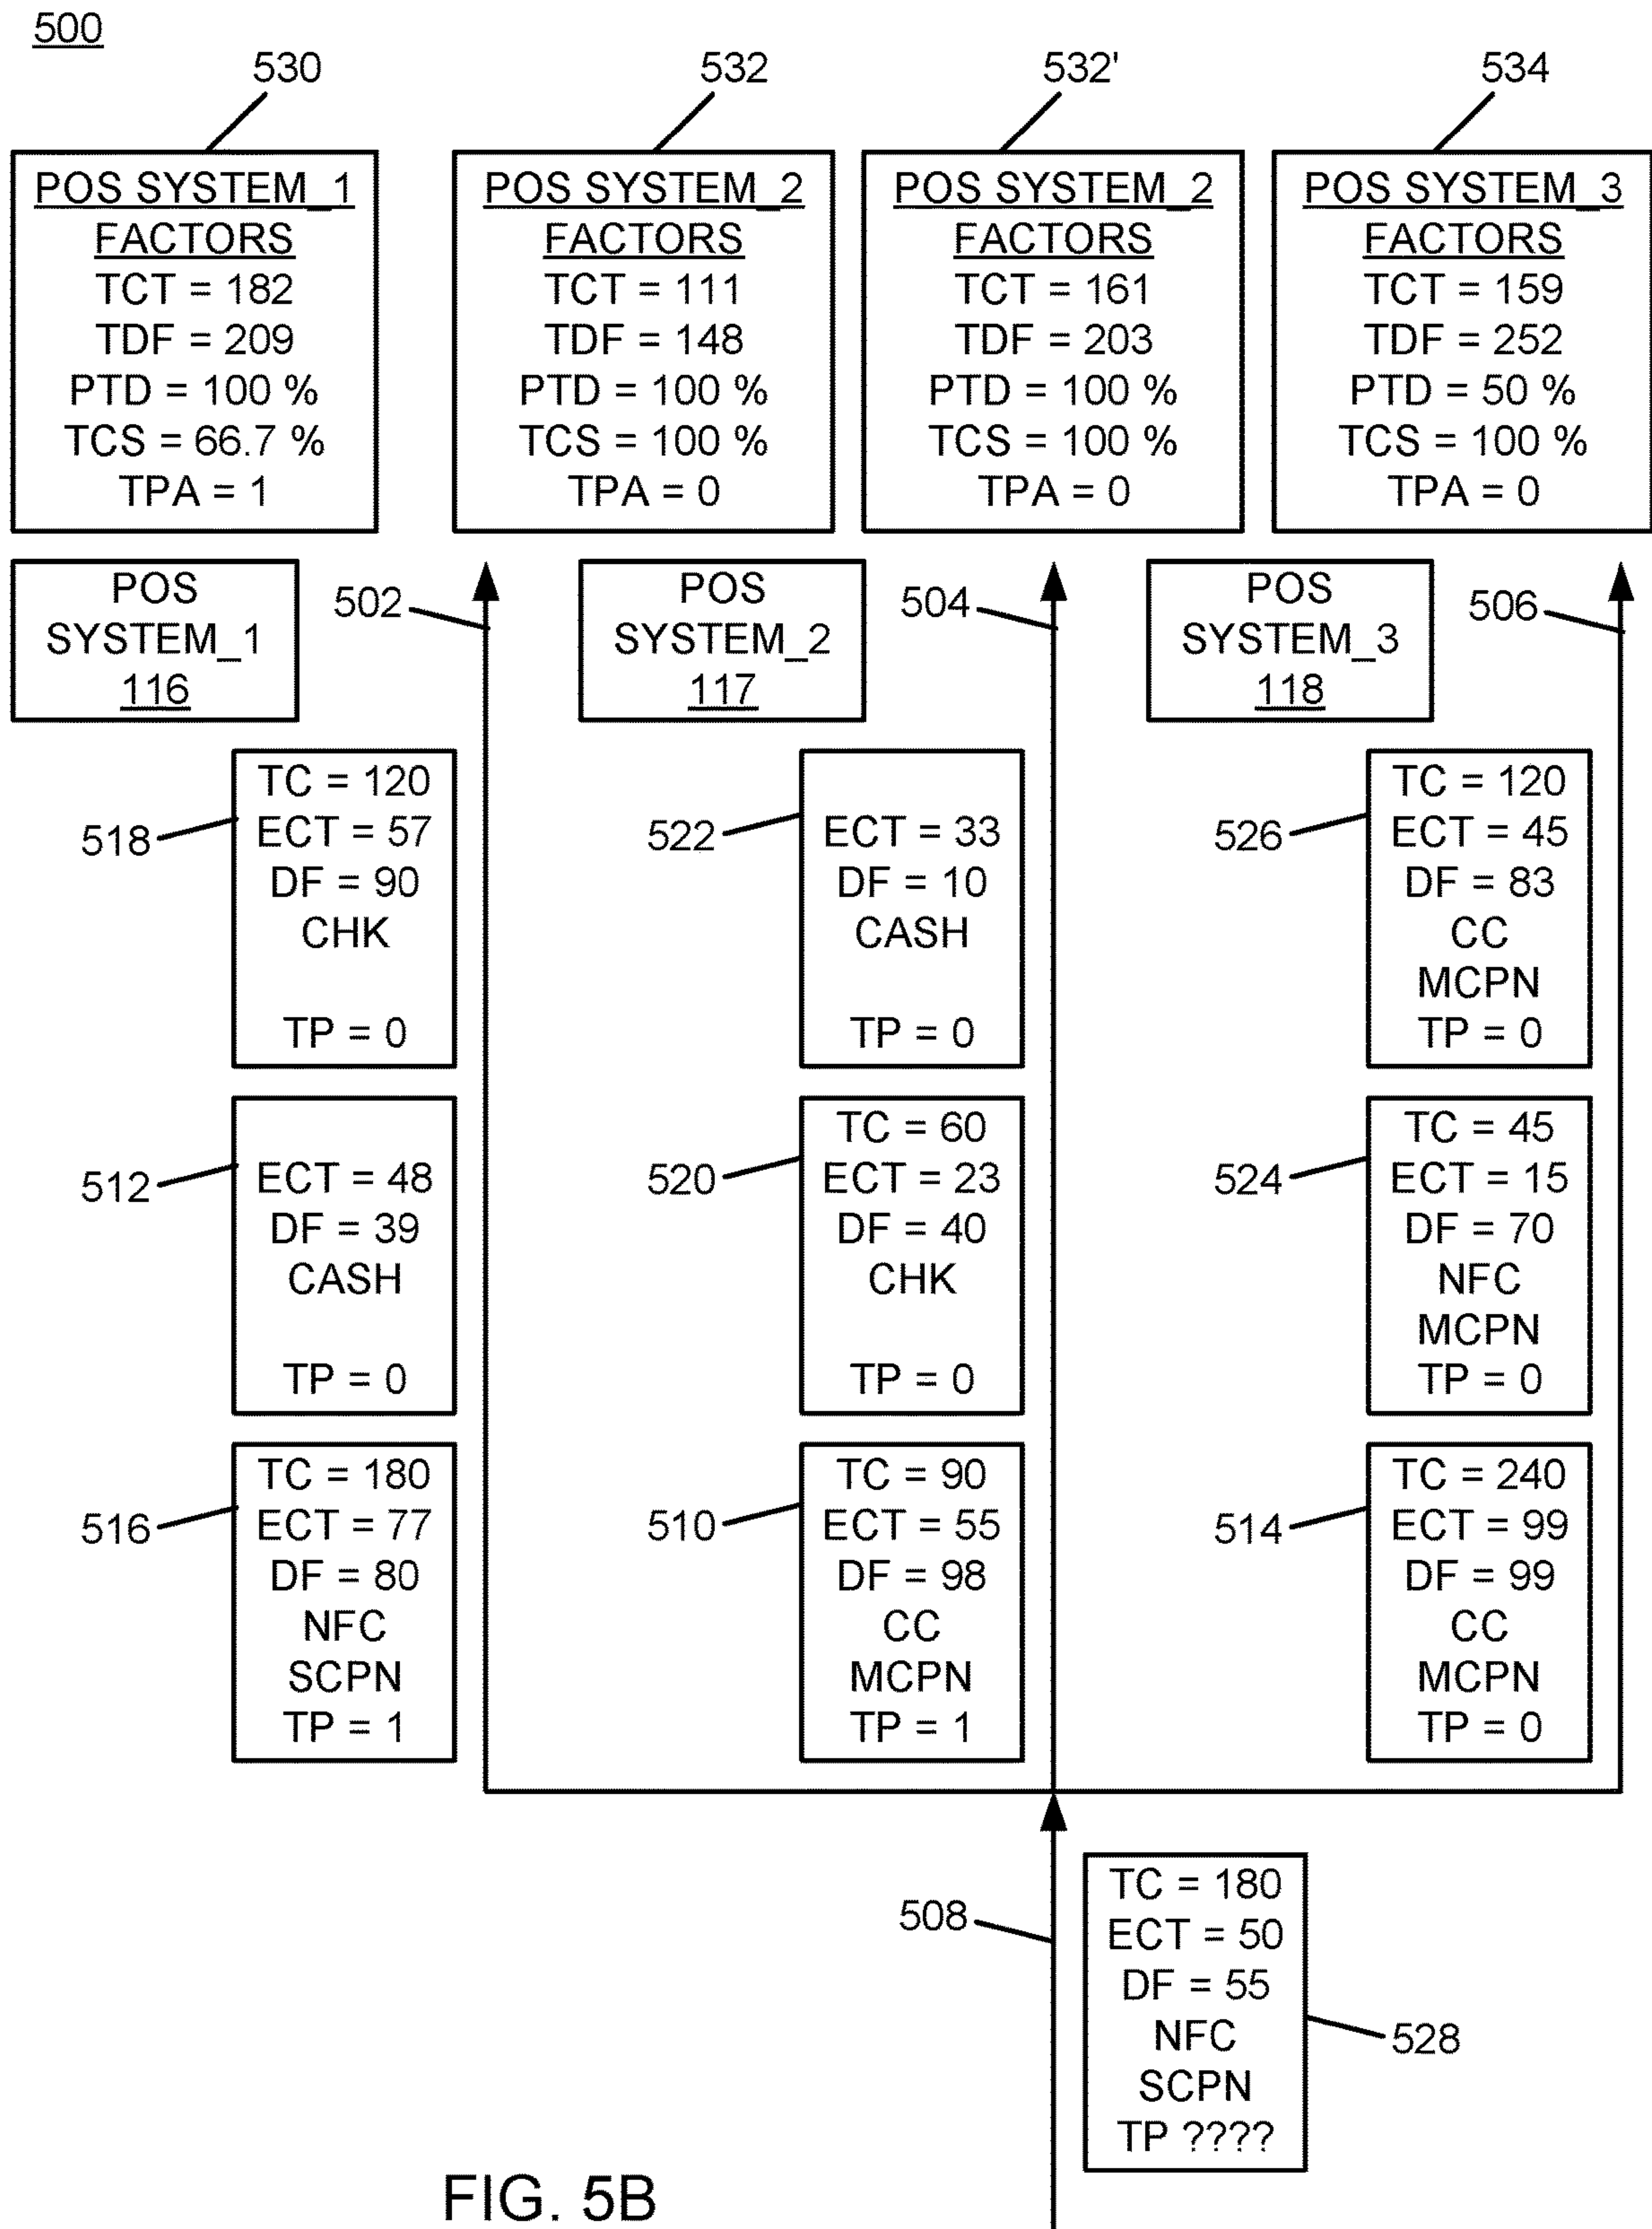 500
530
532
532'
534
POS SYSTEM_1
FACTORS
TCT = 182
TDF = 209
PTD = 100 %
TCS = 66.7 %
TPA = 1
POS SYSTEM_2
FACTORS
TCT = 111
TDF = 148
PTD = 100 %
TCS = 100 %
TPA = 0
POS SYSTEM_2
FACTORS
TCT = 161
TDF = 203
PTD = 100 %
TCS = 100 %
TPA = 0
POS SYSTEM_3
FACTORS
TCT = 159
TDF = 252
PTD = 50 %
TCS = 100 %
TPA = 0
POS
SYSTEM_1
116
502
POS
SYSTEM_2
117
504
POS
SYSTEM_3
118
506
518
TC = 120
ECT = 57
DF = 90
CHK
TP = 0
522
ECT = 33
DF = 10
CASH
TP = 0
526
TC = 120
ECT = 45
DF = 83
CC
MCPN
TP = 0
512
ECT = 48
DF = 39
CASH
TP = 0
520
TC = 60
ECT = 23
DF = 40
CHK
TP = 0
524
TC = 45
ECT = 15
DF = 70
NFC
MCPN
TP = 0
516
TC = 180
ECT = 77
DF = 80
NFC
SCPN
TP = 1
510
TC = 90
ECT = 55
DF = 98
CC
MCPN
TP = 1
514
TC = 240
ECT = 99
DF = 99
CC
MCPN
TP = 0
508
TC = 180
ECT = 50
DF = 55
NFC
SCPN
TP ????
528
FIG. 5B